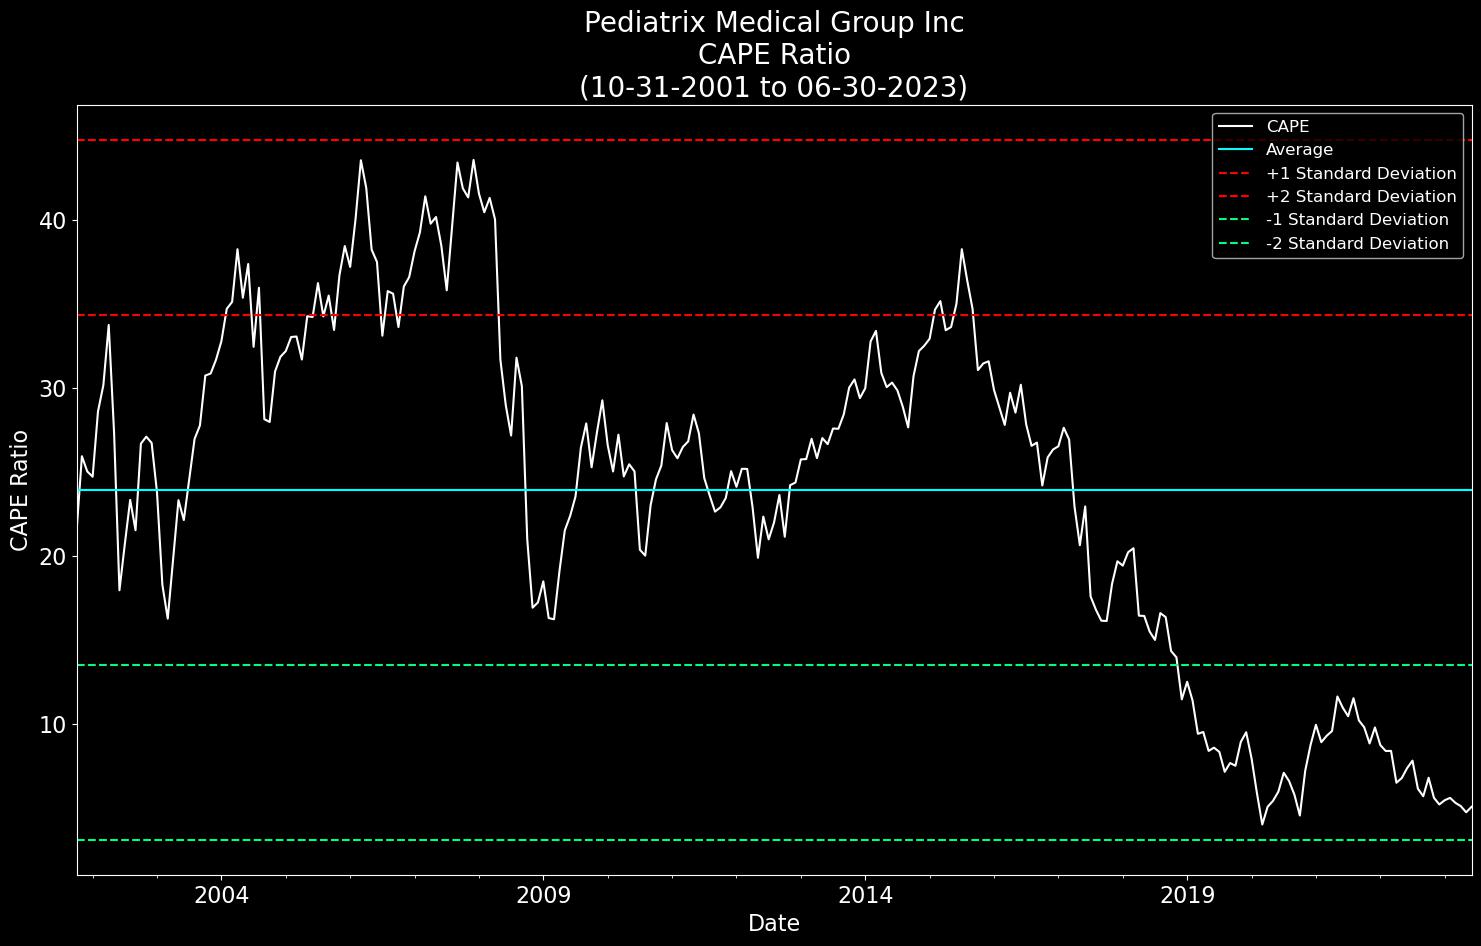 Pediatrix Medical Group Inc
CAPE Ratio
(10-31-2001 to 06-30-2023)
CAPE
Average
+1 Standard Deviation
+2 Standard Deviation
-1 Standard Deviation
-2 Standard Deviation
CAPE Ratio
40
30
20
10
2004
2009
2014
2019
Date